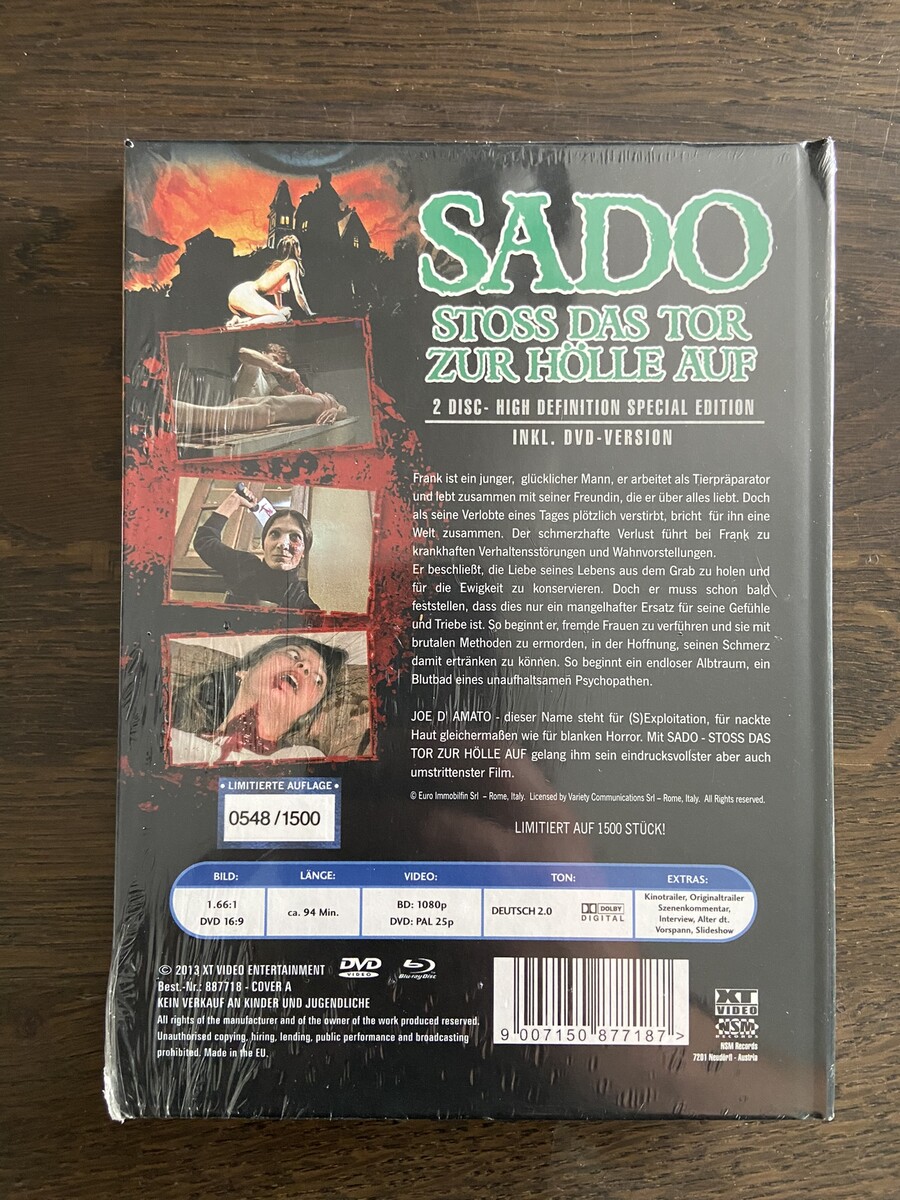 SADO
STOSS DAS TOR
ZUR HÖLLE AUF
2 DISC- HIGH DEFINITION SPECIAL EDITION
INKL. DVD-VERSION
Frank ist ein junger, glücklicher Mann, er arbeitet als Tierpräparator
und lebt zusammen mit seiner Freundin, die er über alles liebt. Doch
als seine Verlobte eines Tages plötzlich verstirbt, bricht für ihn eine
Welt zusammen. Der schmerzhafte Verlust führt bei Frank zu
krankhaften Verhaltensstörungen und Wahnvorstellungen.
Er beschließt, die Liebe seines Lebens aus dem Grab zu holen und
für die Ewigkeit zu konservieren. Doch er muss schon bald
feststellen, dass dies nur ein mangelhafter Ersatz für seine Gefühle
und Triebe ist. So beginnt er, fremde Frauen zu verführen und sie mit
brutalen Methoden zu ermorden, in der Hoffnung, seinen Schmerz
damit ertränken zu können. So beginnt ein endloser Albtraum, ein
Blutbad eines unaufhaltsamen Psychopathen.
JOE D' AMATO - dieser Name steht für (S)Exploitation, für nackte
Haut gleichermaßen wie für blanken Horror. Mit SADO - STOSS DAS
TOR ZUR HÖLLE AUF gelang ihm sein eindrucksvollster aber auch
umstrittenster Film.
© Euro Immobilfin Srl – Rome, Italy. Licensed by Variety Communications Srl – Rome, Italy. All Rights reserved.
LIMITIERT AUF 1500 STÜCK!
• LIMITIERTE AUFLAGE •
0548 /1500
BILD: LÄNGE: VIDEO: TON: EXTRAS:
1.66:1
DVD 16:9
ca. 94 Min.
BD: 1080p
DVD: PAL 25p
DEUTSCH 2.0
DOLBY
DIGITAL
Kinotrailer, Originaltrailer
Szenenkommentar,
Interview, Alter dt.
Vorspann, Slideshow
© 2013 XT VIDEO ENTERTAINMENT
DVD
VIDEO
Blu-ray Disc
Best.-Nr.: 887718 - COVER A
KEIN VERKAUF AN KINDER UND JUGENDLICHE
All rights of the manufacturer and of the owner of the work produced reserved.
Unauthorised copying, hiring, lending, public performance and broadcasting
prohibited. Made in the EU.
9 007150 877187 >
XT
VIDEO
NSM
RECORDS
NSM Records
7201 Neudörfl - Austria